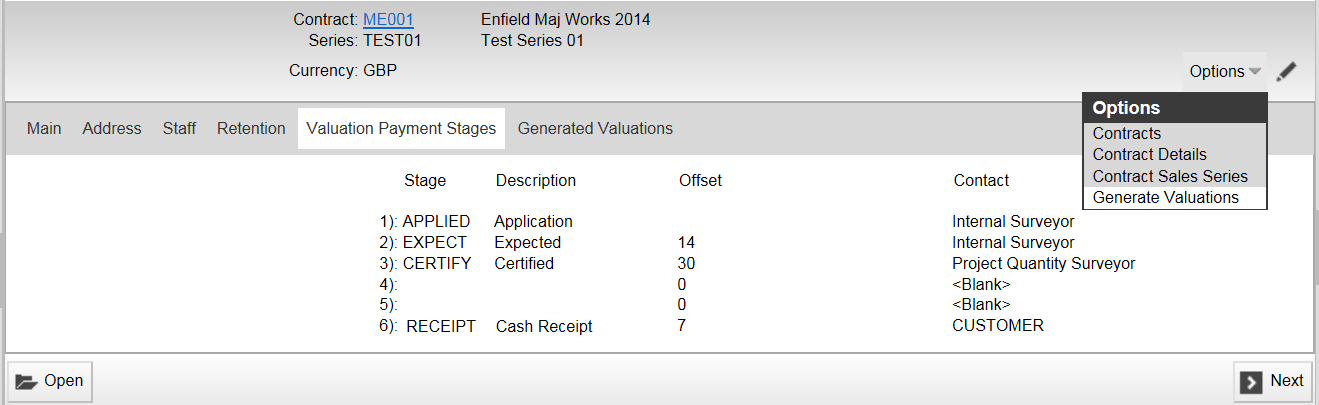 Contract: ME001 Enfield Maj Works 2014
Series: TEST01 Test Series 01
Currency: GBP
Options
Main Address Staff Retention Valuation Payment Stages Generated Valuations
Options
Contracts
Contract Details
Contract Sales Series
Generate Valuations
Stage Description Offset Contact
1): APPLIED Application Internal Surveyor
2): EXPECT Expected 14 Internal Surveyor
3): CERTIFY Certified 30 Project Quantity Surveyor
4): 0 <Blank>
5): 0 <Blank>
6): RECEIPT Cash Receipt 7 CUSTOMER
Open Next